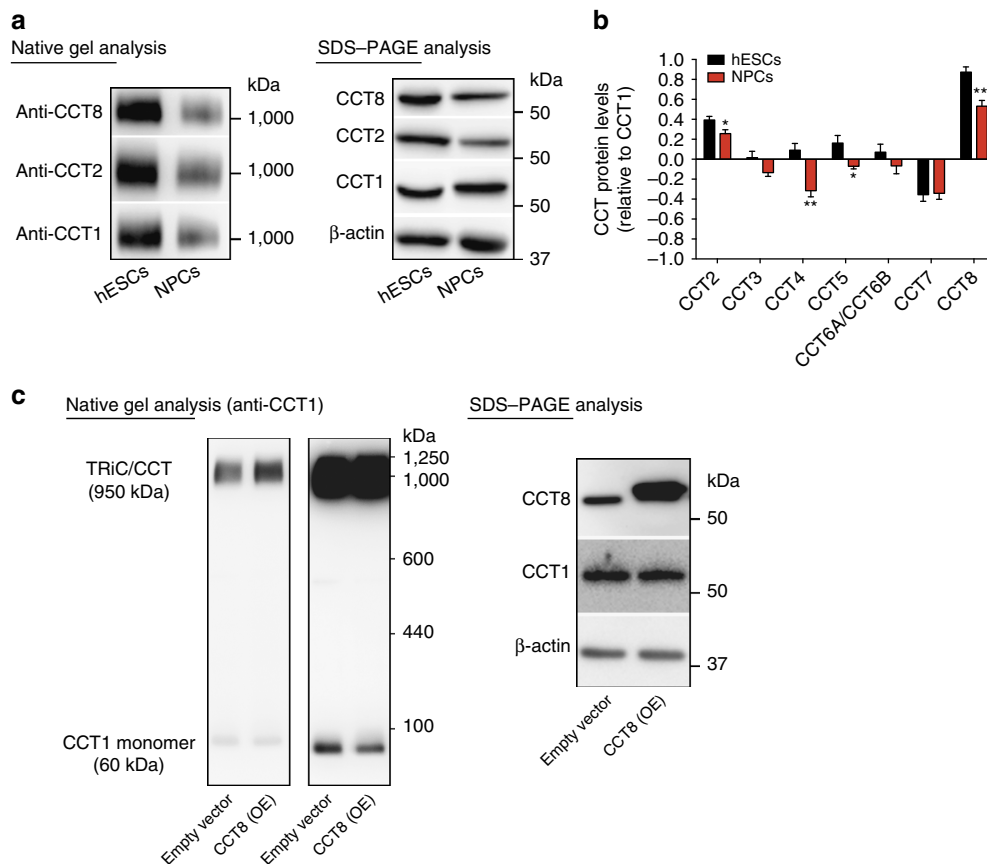 a
Native gel analysis
kDa
Anti-CCT8
1,000
Anti-CCT2
1,000
Anti-CCT1
1,000
hESCs
NPCs
SDS–PAGE analysis
kDa
CCT8
50
CCT2
50
CCT1
50
β-actin
37
hESCs
NPCs
b
CCT protein levels
(relative to CCT1)
1.0
0.8
0.6
0.4
0.2
0.0
−0.2
−0.4
−0.6
−0.8
−1.0
hESCs
NPCs
*
**
*
**
CCT2
CCT3
CCT4
CCT5
CCT6A/CCT6B
CCT7
CCT8
c
Native gel analysis (anti-CCT1)
kDa
TRiC/CCT
(950 kDa)
1,250
1,000
600
440
100
CCT1 monomer
(60 kDa)
Empty vector
CCT8 (OE)
Empty vector
CCT8 (OE)
SDS–PAGE analysis
kDa
CCT8
50
CCT1
50
β-actin
37
Empty vector
CCT8 (OE)